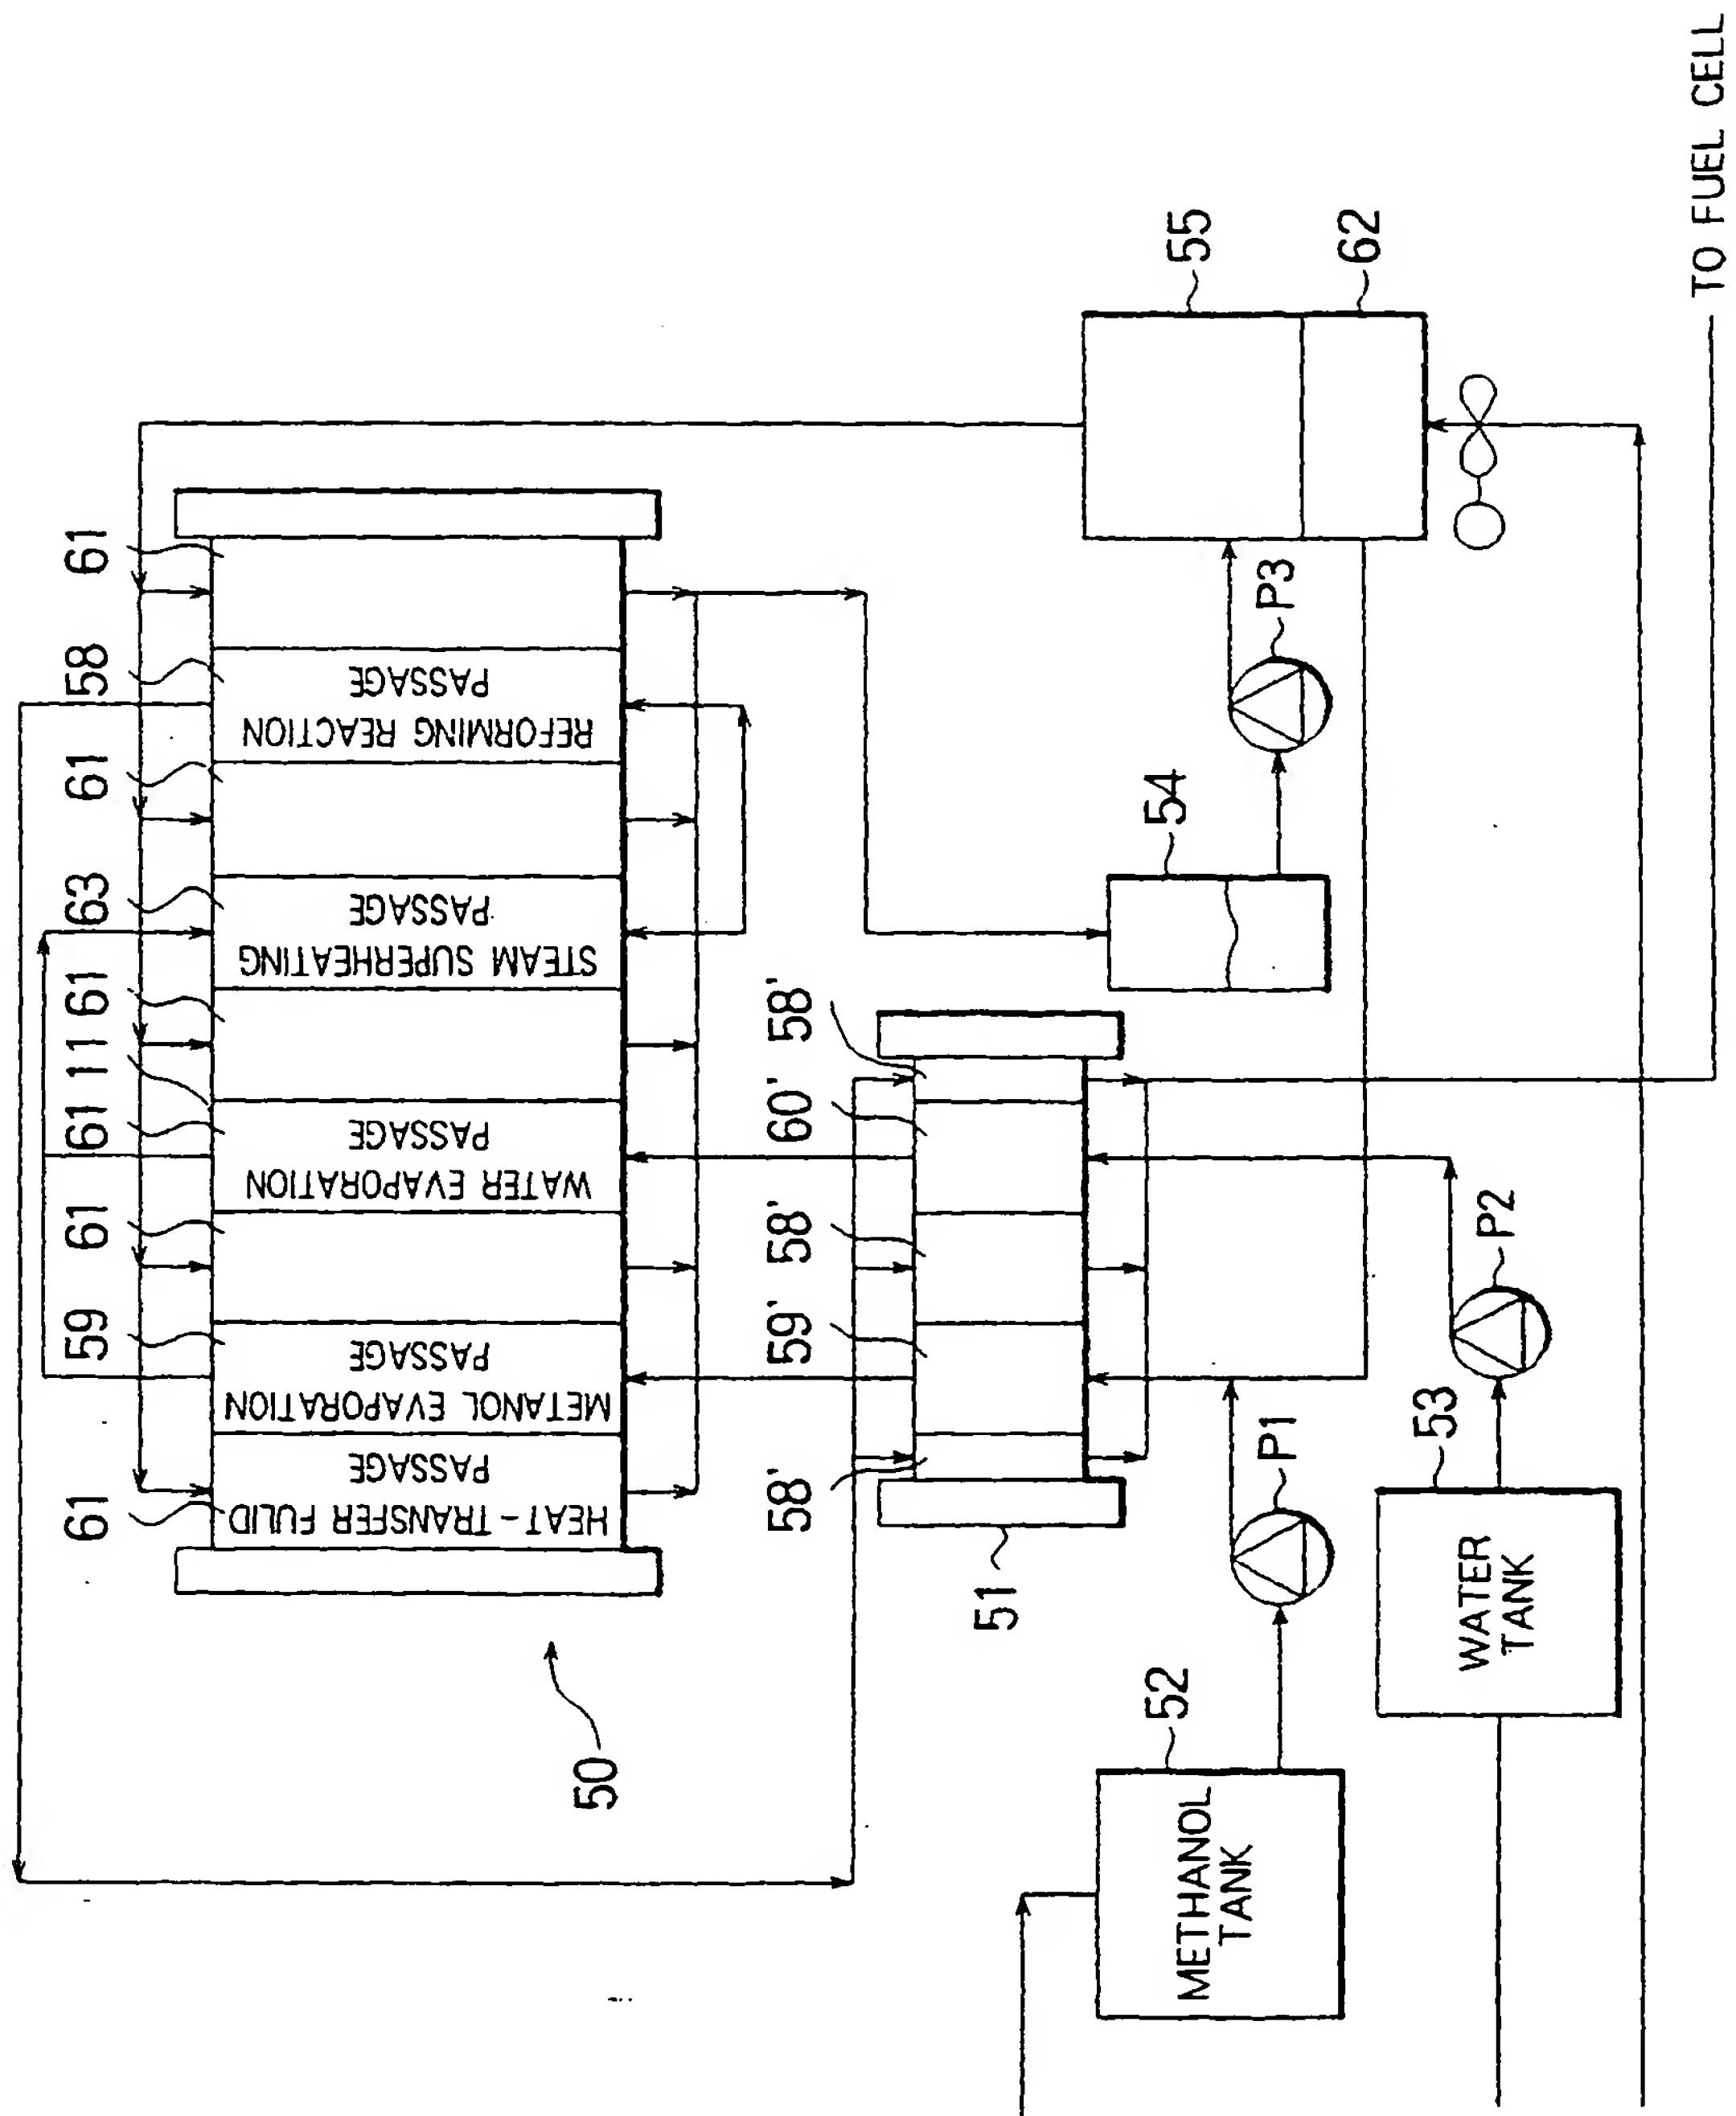 61
59
61
61
11
61
63
61
58
61
HEAT-TRANSFER FULID
PASSAGE
METANOL EVAPORATION
PASSAGE
WATER EVAPORATION
PASSAGE
STEAM SUPERHEATING
PASSAGE
REFORMING REACTION
PASSAGE
50
58'
59'
58'
60'
58'
51
52
54
55
METHANOL
TANK
P1
P3
62
53
P2
WATER
TANK
TO FUEL CELL